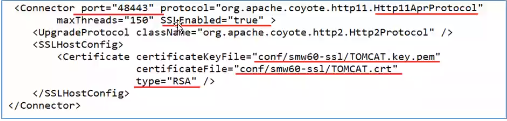 <Connector port="48443" protocol="org.apache.coyote.http11.Http11AprProtocol"
maxThreads="150" SSLEnabled="true" >
<UpgradeProtocol className="org.apache.coyote.http2.Http2Protocol" />
<SSLHostConfig>
<Certificate certificateKeyFile="conf/smw60-ssl/TOMCAT.key.pem"
certificateFile="conf/smw60-ssl/TOMCAT.crt"
type="RSA" />
</SSLHostConfig>
</Connector>